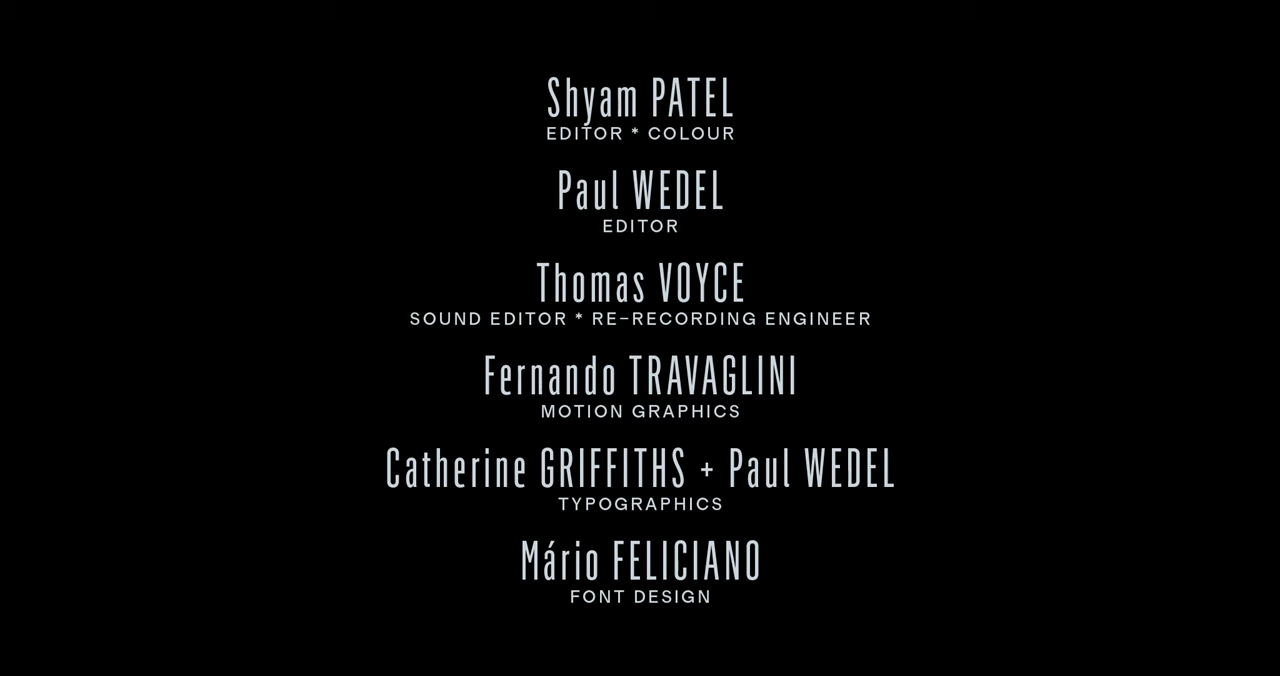 Shyam PATEL
EDITOR * COLOUR
Paul WEDEL
EDITOR
Thomas VOYCE
SOUND EDITOR * RE-RECORDING ENGINEER
Fernando TRAVAGLINI
MOTION GRAPHICS
Catherine GRIFFITHS + Paul WEDEL
TYPOGRAPHICS
Mário FELICIANO
FONT DESIGN